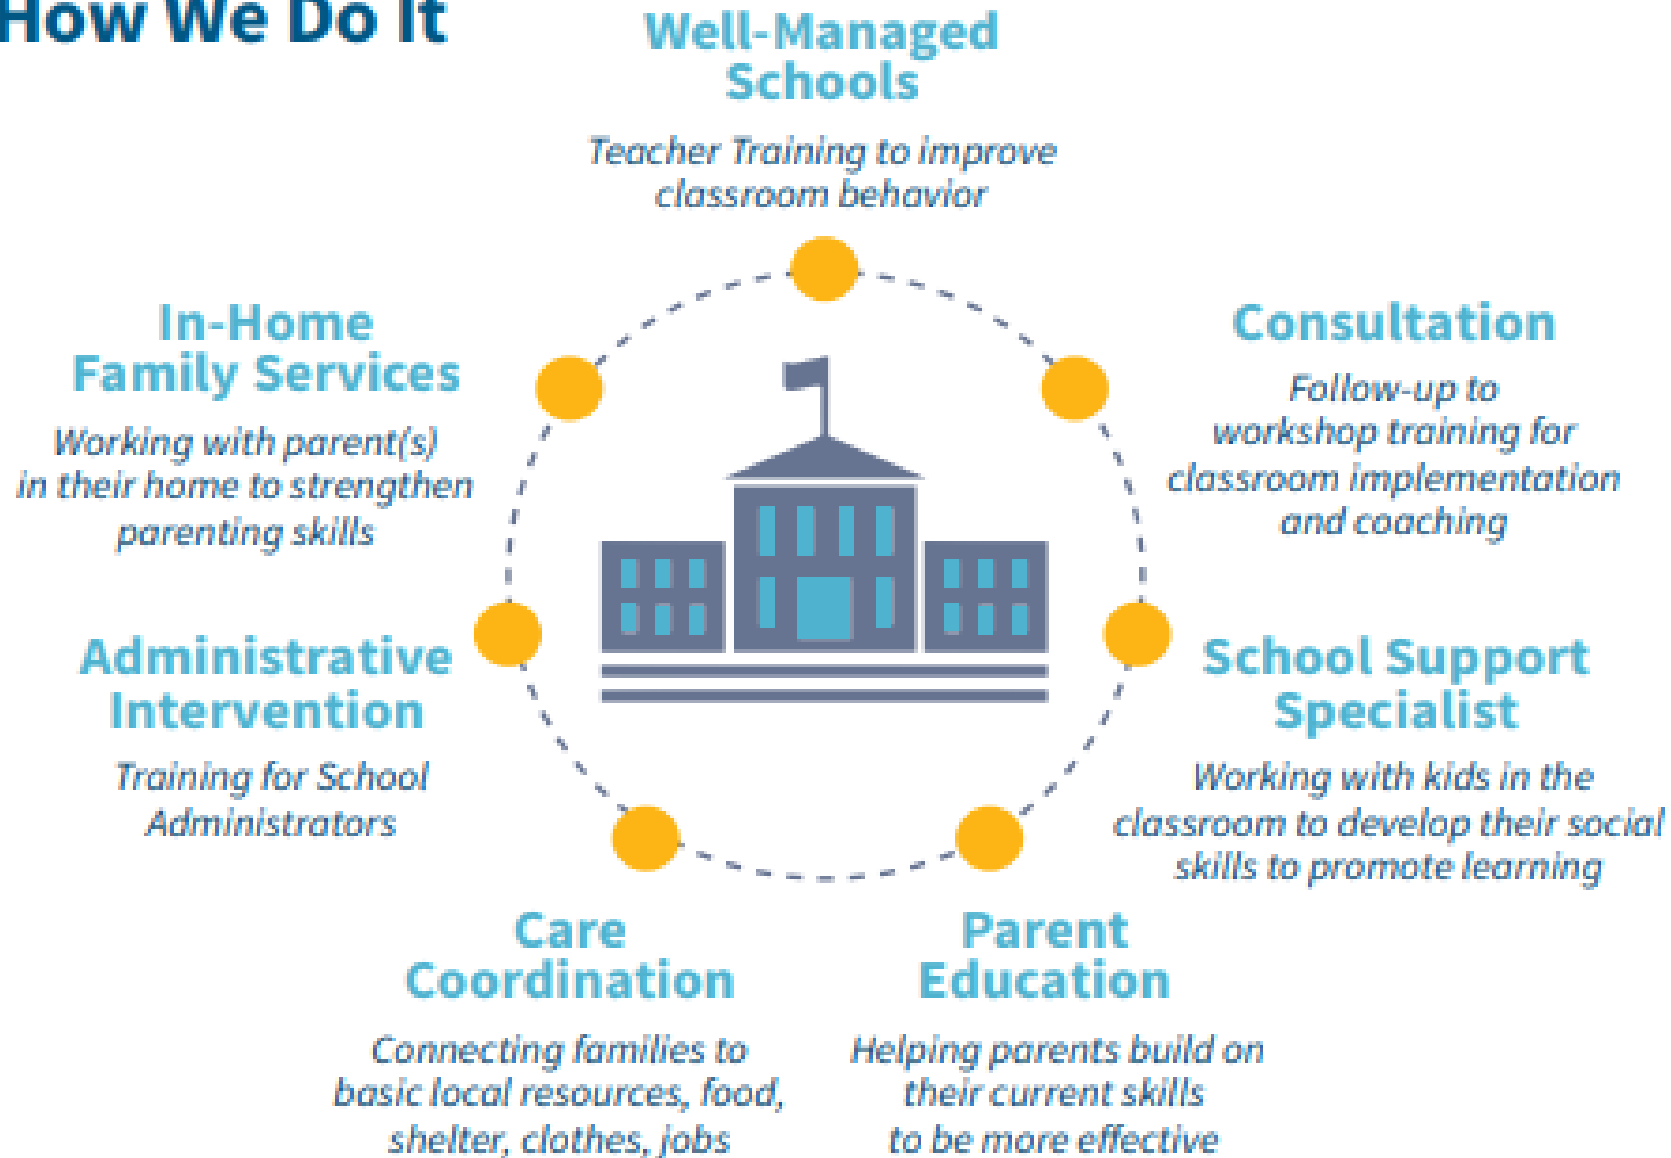 How We Do It
Well-Managed
Schools
Teacher Training to improve
classroom behavior
Consultation
Follow-up to
workshop training for
classroom implementation
and coaching
School Support
Specialist
Working with kids in the
classroom to develop their social
skills to promote learning
Parent
Education
Helping parents build on
their current skills
to be more effective
Care
Coordination
Connecting families to
basic local resources, food,
shelter, clothes, jobs
Administrative
Intervention
Training for School
Administrators
In-Home
Family Services
Working with parent(s)
in their home to strengthen
parenting skills